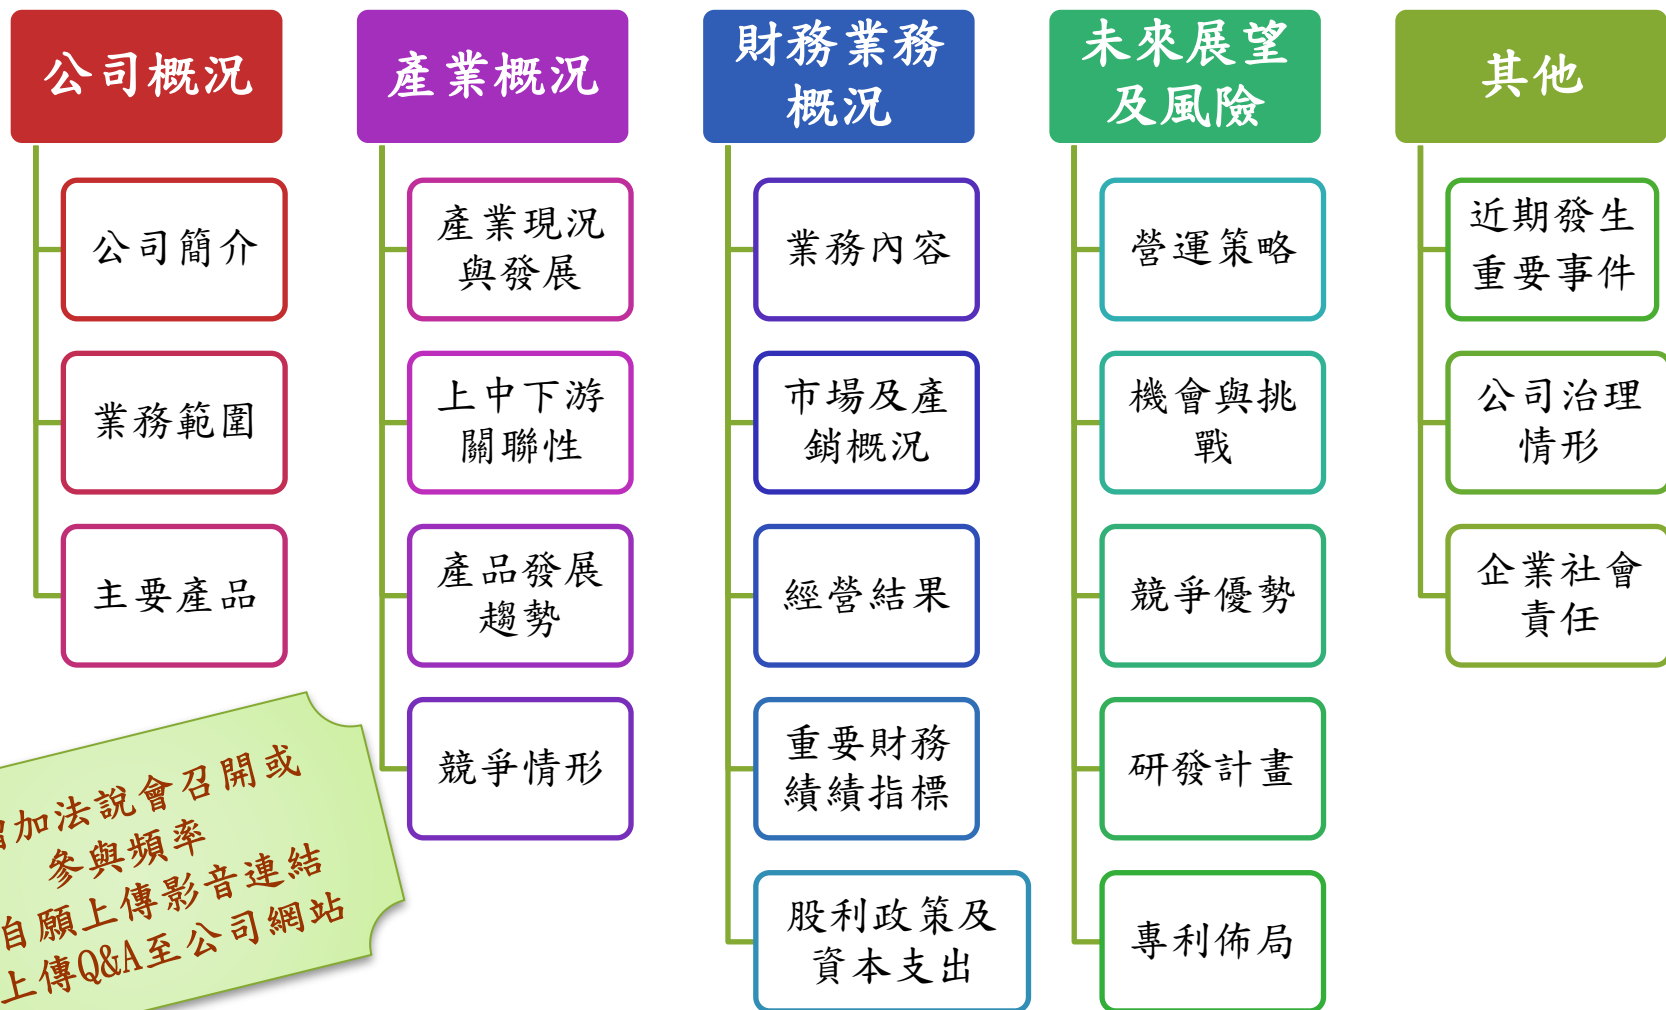 公司概況
公司簡介
業務範圍
主要產品
產業概況
產業現況
與發展
上中下游
關聯性
產品發展
趨勢
競爭情形
財務業務
概況
業務內容
市場及產
銷概況
經營結果
重要財務
績績指標
股利政策及
資本支出
未來展望
及風險
營運策略
機會與挑
戰
競爭優勢
研發計畫
專利佈局
其他
近期發生
重要事件
公司治理
情形
企業社會
責任
加法說會召開或
參與頻率
自願上傳影音連結
上傳Q&A至公司網站